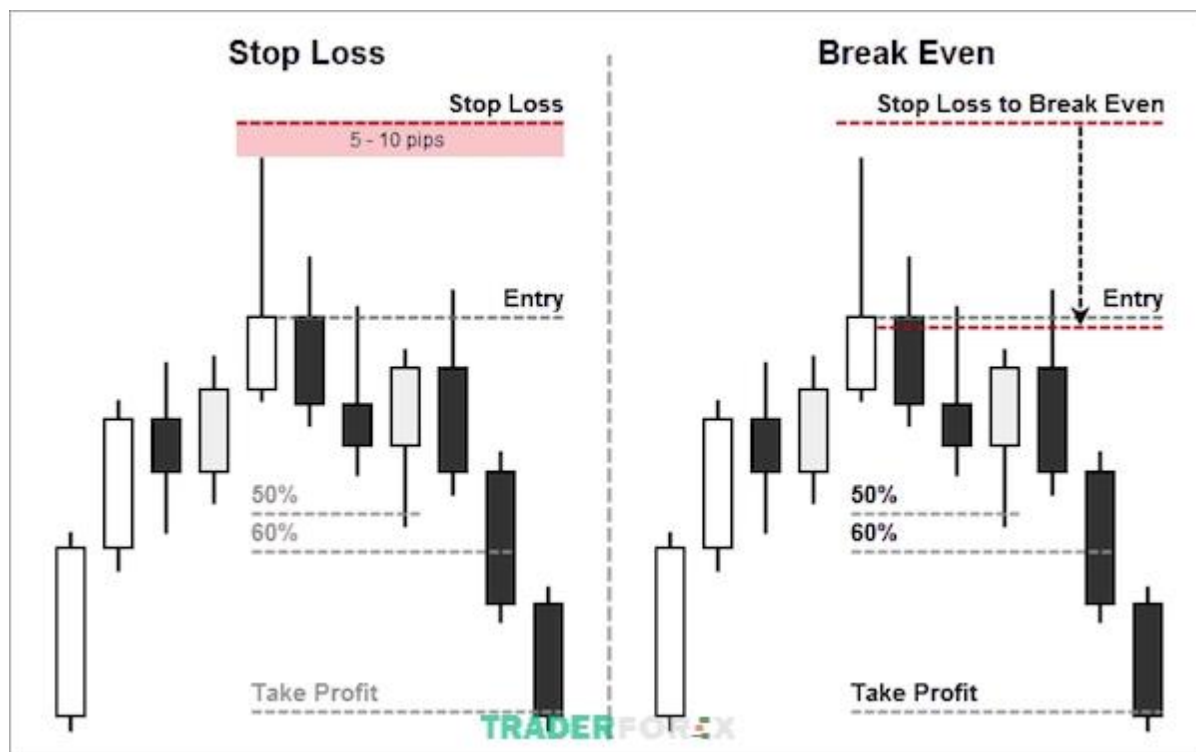 Stop Loss
Stop Loss
5 - 10 pips
Entry
50%
60%
Take Profit
Break Even
Stop Loss to Break Even
Entry
50%
60%
Take Profit
TRADERFOREX